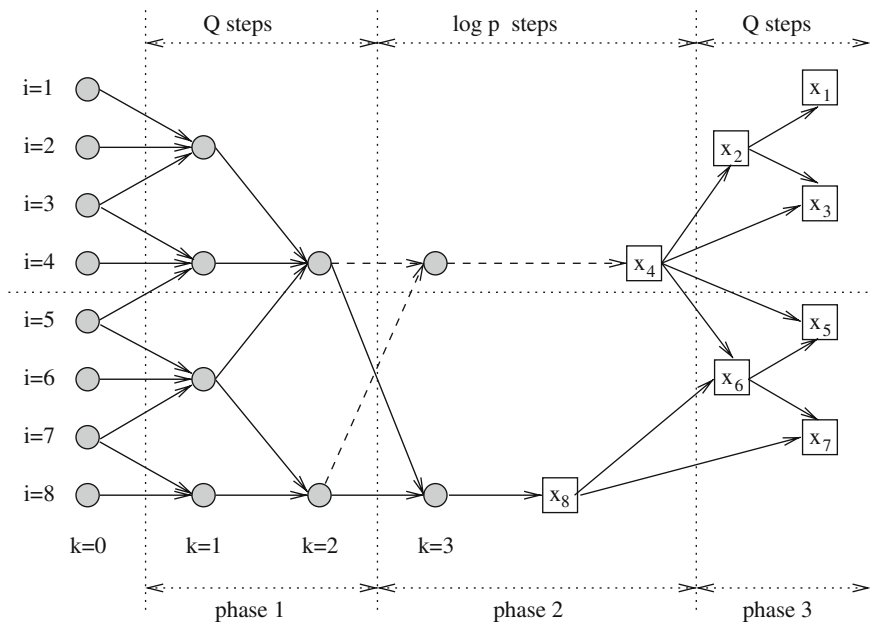 Q steps log p steps Q steps
i=1 x1
i=2 x2
i=3 x3
i=4 x4
i=5 x5
i=6 x6
i=7 x7
i=8 x8
k=0 k=1 k=2 k=3
phase 1 phase 2 phase 3